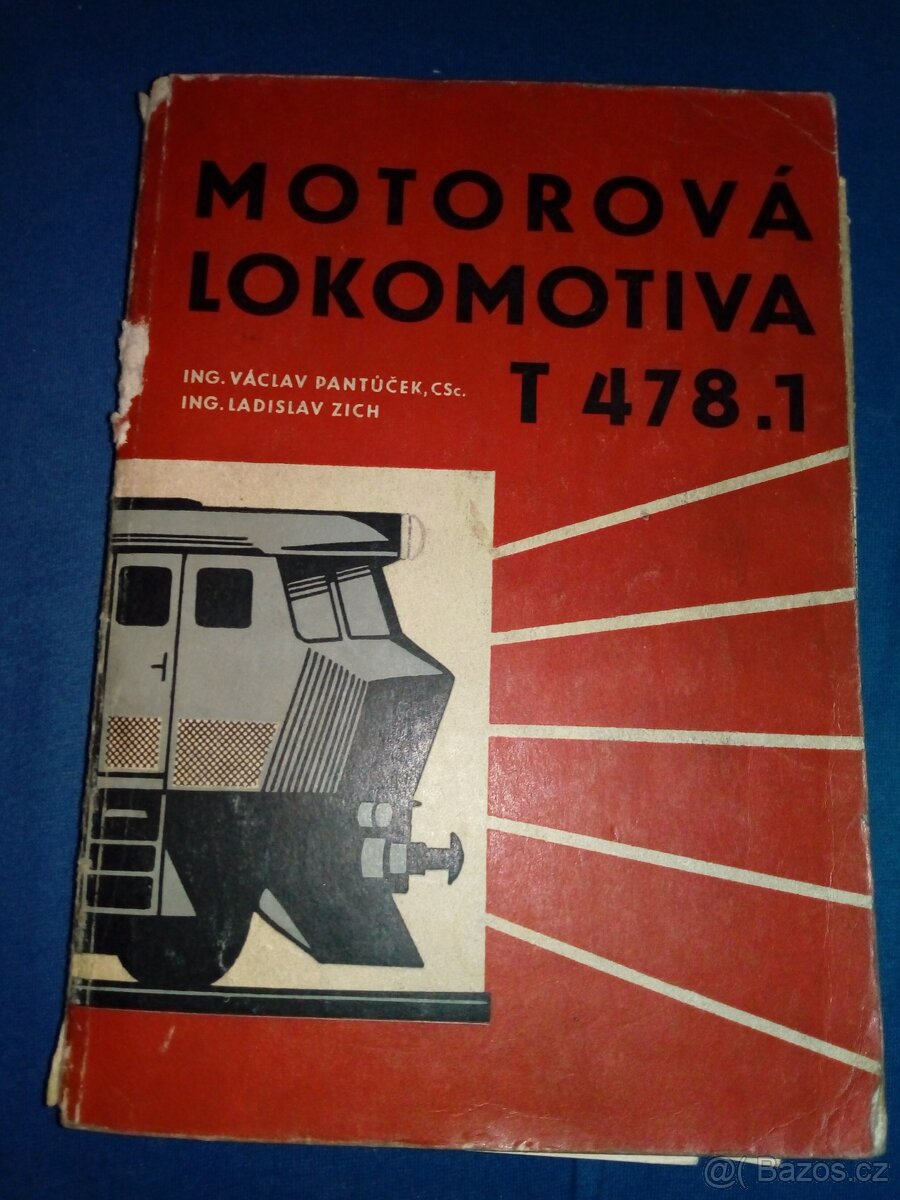 MOTOROVÁ
LOKOMOTIVA
T 478.1
ING. VÁCLAV PANTŮČEK, CSc.
ING. LADISLAV ZICH
@( Bazos.cz